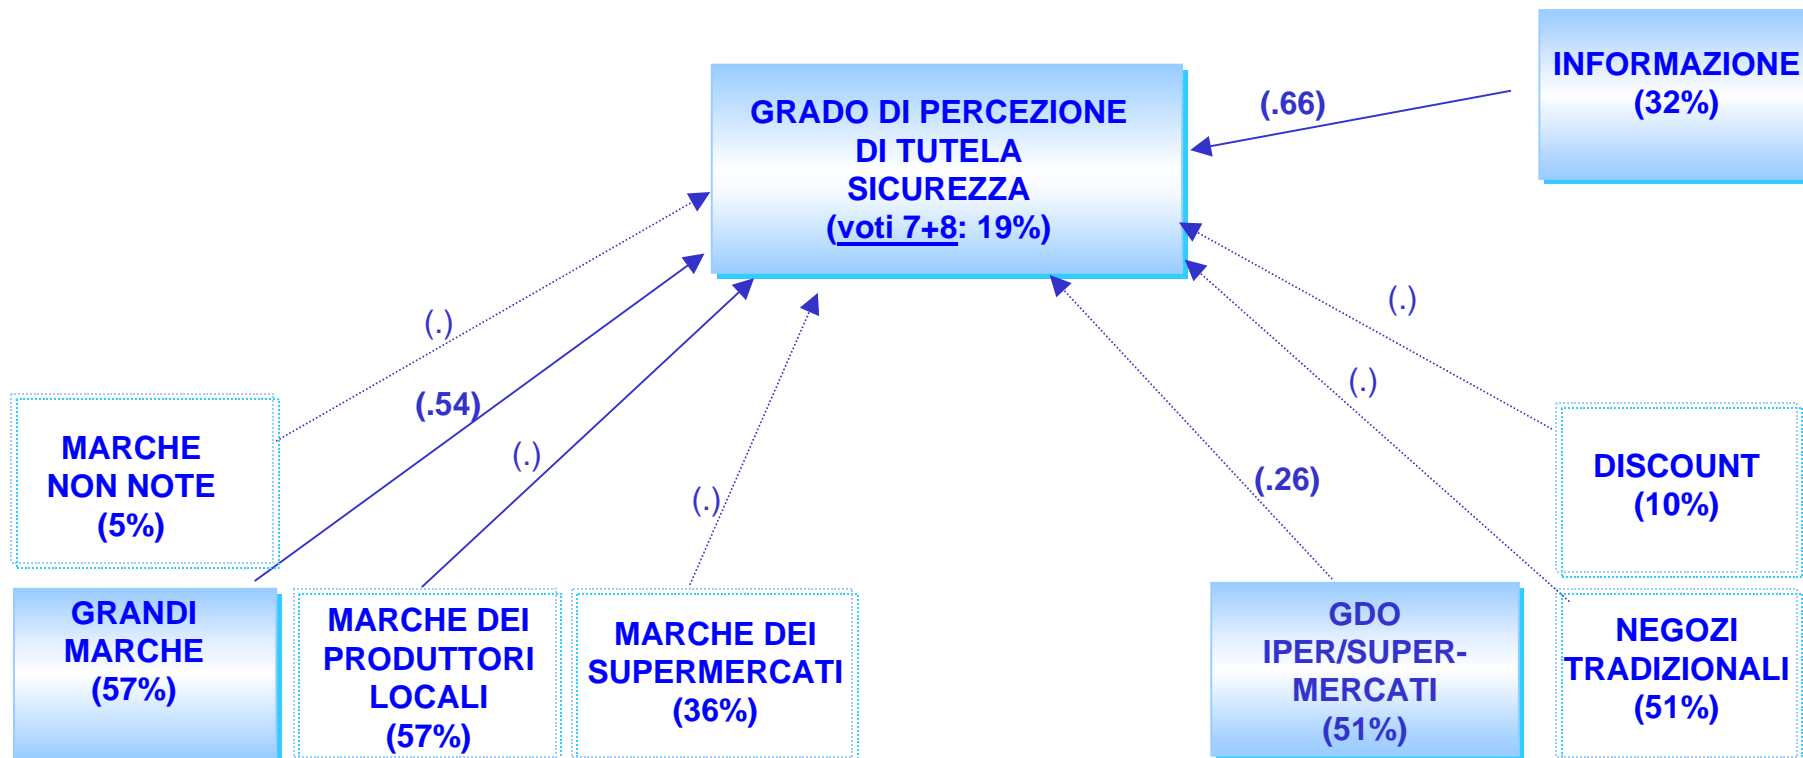 INFORMAZIONE
(32%)
(.66)
GRADO DI PERCEZIONE
DI TUTELA
SICUREZZA
(voti 7+8: 19%)
(.)
(.)
(.)
(.54)
(.)
(.)
(.26)
MARCHE
NON NOTE
(5%)
DISCOUNT
(10%)
GRANDI
MARCHE
(57%)
MARCHE DEI
PRODUTTORI
LOCALI
(57%)
MARCHE DEI
SUPERMERCATI
(36%)
GDO
IPER/SUPER-
MERCATI
(51%)
NEGOZI
TRADIZIONALI
(51%)